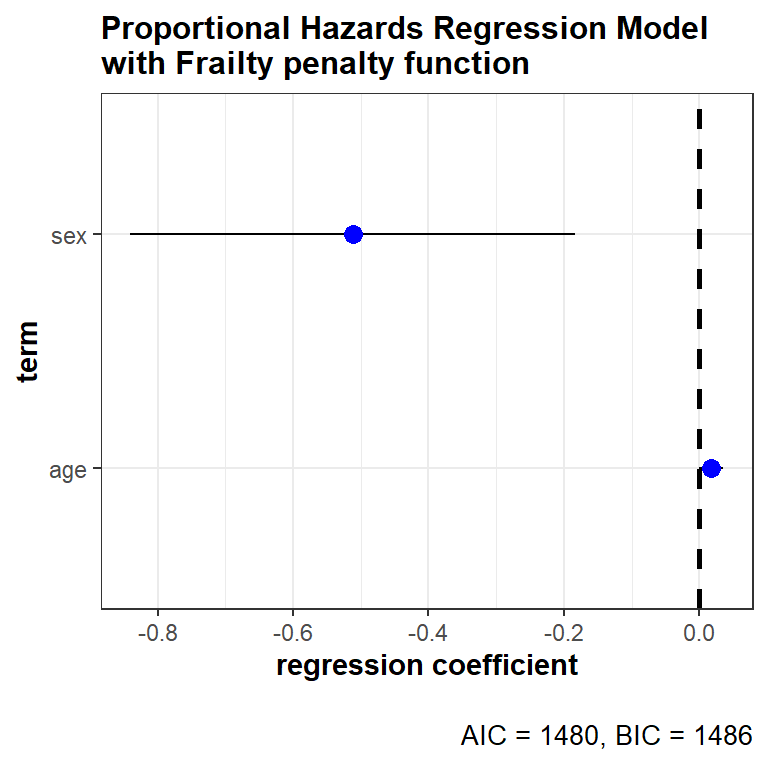 Proportional Hazards Regression Model
with Frailty penalty function
term
sex
age
-0.8
-0.6
-0.4
-0.2
0.0
regression coefficient
AIC = 1480, BIC = 1486